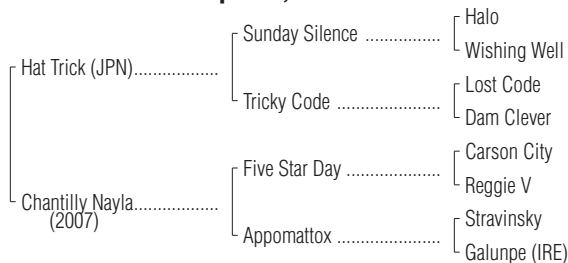 Halo
Sunday Silence ..................
Wishing Well
Hat Trick (JPN)..................
Lost Code
Tricky Code ......................
Dam Clever
Carson City
Five Star Day ....................
Reggie V
Chantilly Nayla..................
(2007)
Stravinsky
Appomattox ......................
Galunpe (IRE)